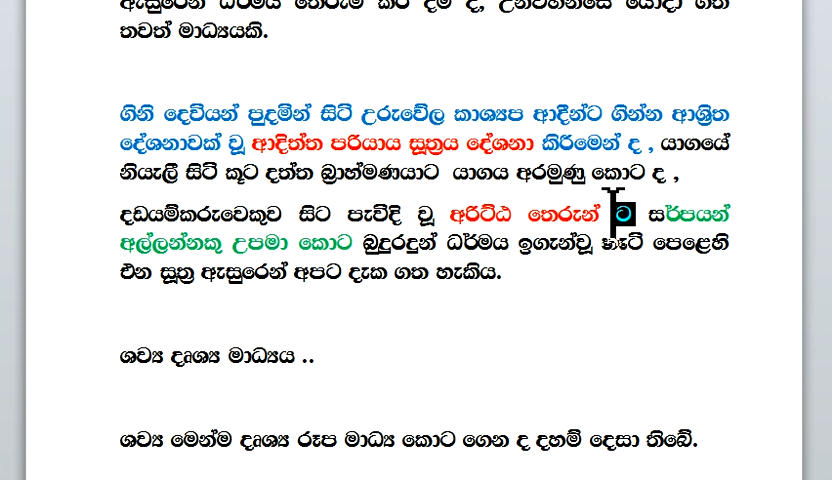 ඇසුරෙන් ධර්මය තේරුම් කර දීම ද, උන්වහන්සේ යොදා ගත්
තවත් මාධ්‍යයකි.
ගිනි දෙවියන් පුදමින් සිටි උරුවේල කාශ්‍යප ආදීන්ට ගින්න ආශ්‍රිත
දේශනාවක් වූ ආදිත්ත පරියාය සූත්‍රය දේශනා කිරීමෙන් ද , යාගයේ
නියැලී සිටි කූට දත්ත බ්‍රාහ්මණයාට යාගය අරමුණු කොට ද ,
දඩයම්කරුවෙකුව සිට පැවිදි වූ අරිට්ඨ තෙරුන් ට සර්පයන්
අල්ලන්නකු උපමා කොට බුදුරදුන් ධර්මය ඉගැන්වූ හැටි පෙළෙහි
එන සූත්‍ර ඇසුරෙන් අපට දැක ගත හැකිය.
ශ්‍රව්‍ය දෘශ්‍ය මාධ්‍යය ..
ශ්‍රව්‍ය මෙන්ම දෘශ්‍ය රූප මාධ්‍ය කොට ගෙන ද දහම් දෙසා තිබේ.